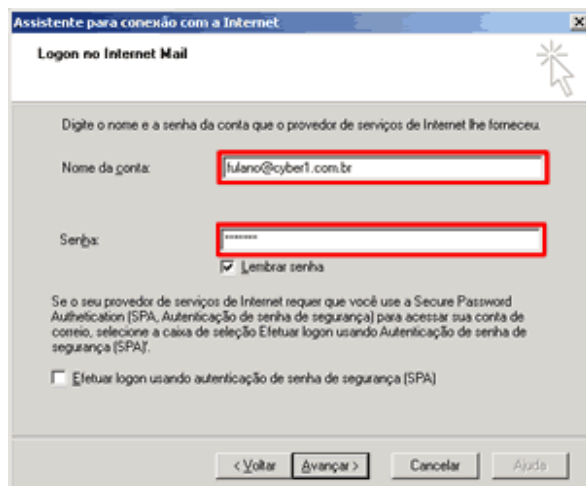 Assistente para conexão com a Internet
Logon no Internet Mail
Digite o nome e a senha da conta que o provedor de serviços de Internet lhe forneceu.
Nome da conta: fulano@cyber1.com.br
Senha: *******
Lembrar senha
Se o seu provedor de serviços de Internet requer que você use a Secure Password
Authetication (SPA, Autenticação de senha de segurança) para acessar sua conta de
correio, selecione a caixa de seleção Efetuar logon usando Autenticação de senha de
segurança (SPA)'.
Efetuar logon usando autenticação de senha de segurança (SPA)
< Voltar Avançar > Cancelar Ajuda